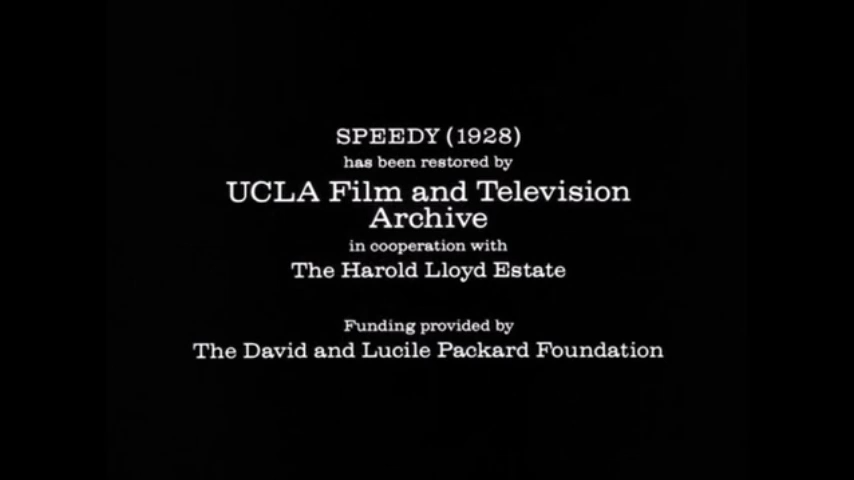 SPEEDY (1928)
has been restored by
UCLA Film and Television
Archive
in cooperation with
The Harold Lloyd Estate
Funding provided by
The David and Lucile Packard Foundation